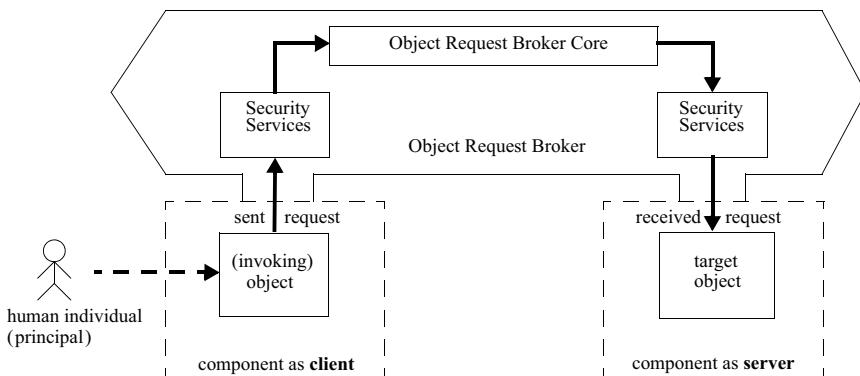 Object Request Broker Core
Security
Services
Security
Services
Object Request Broker
sent request
received request
(invoking)
object
target
object
human individual
(principal)
component as client
component as server